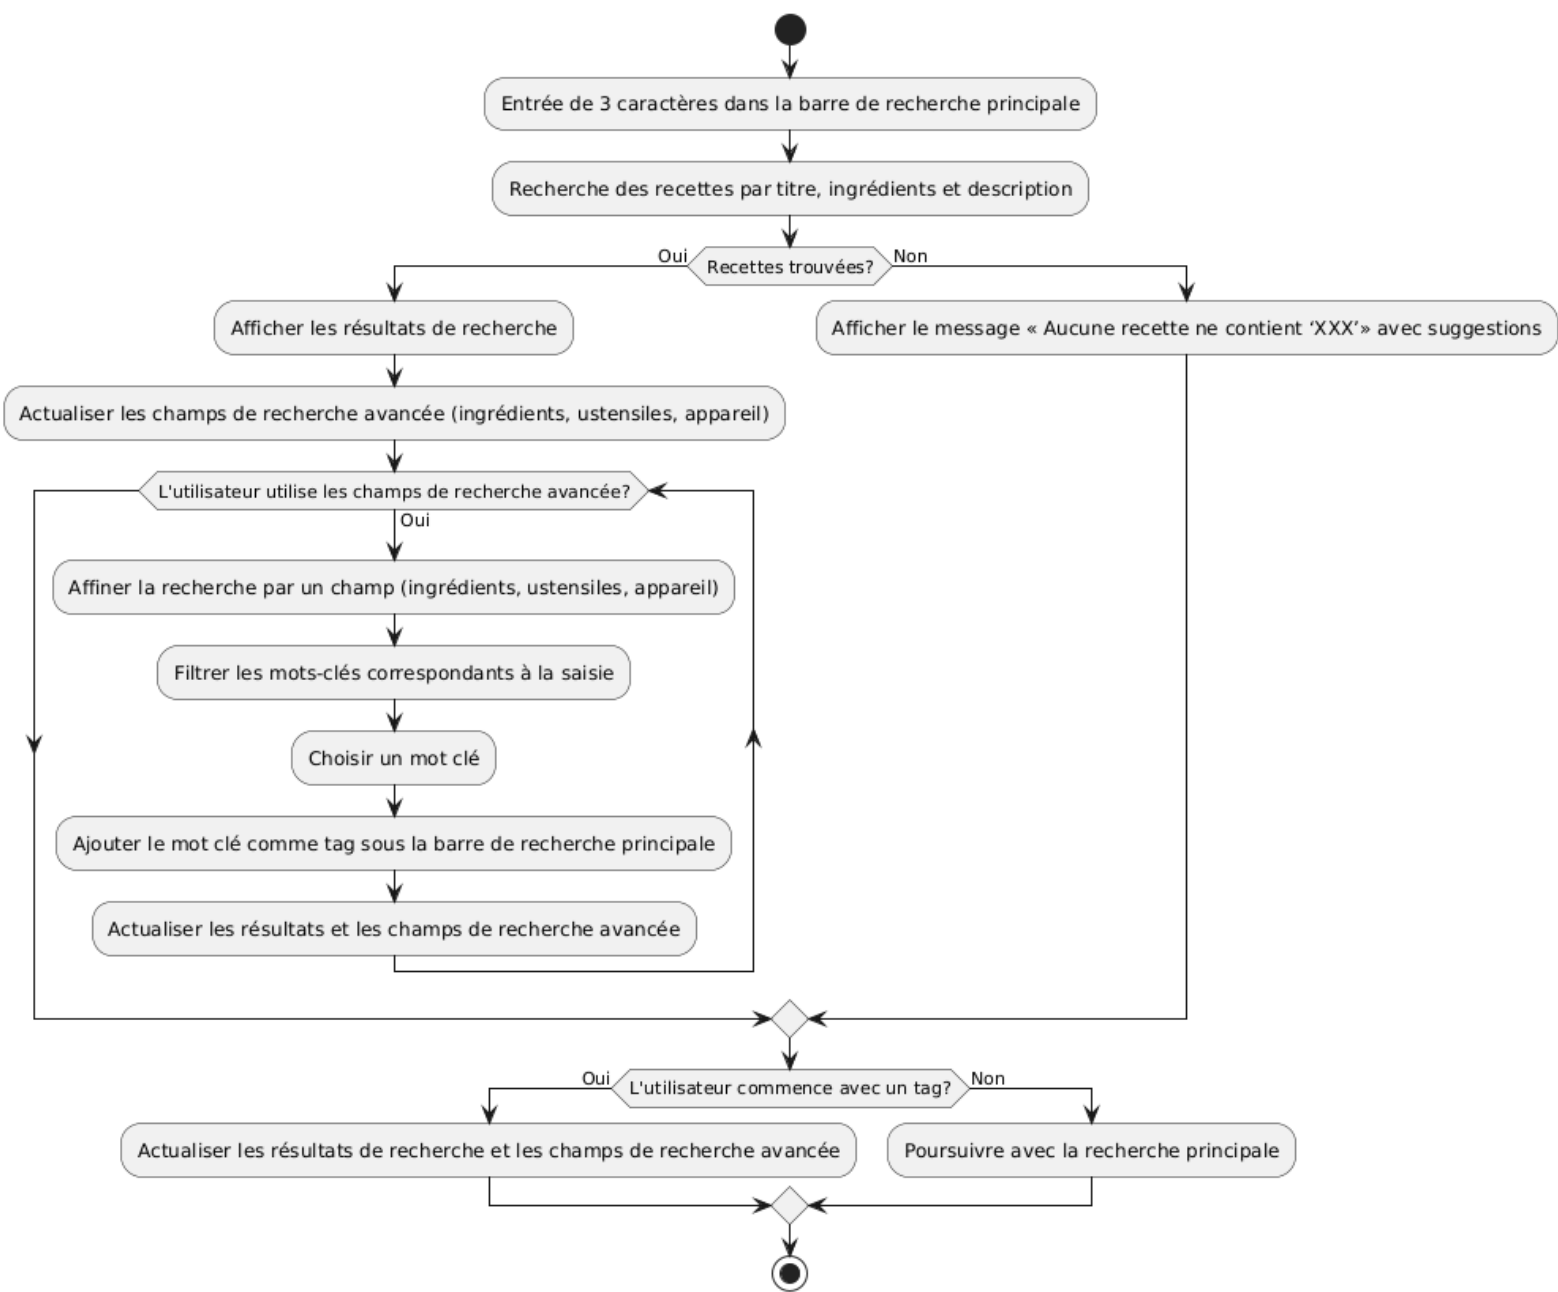 Entrée de 3 caractères dans la barre de recherche principale
Recherche des recettes par titre, ingrédients et description
Oui
Recettes trouvées?
Non
Afficher les résultats de recherche
Afficher le message « Aucune recette ne contient ‘XXX’» avec suggestions
Actualiser les champs de recherche avancée (ingrédients, ustensiles, appareil)
L'utilisateur utilise les champs de recherche avancée?
Oui
Affiner la recherche par un champ (ingrédients, ustensiles, appareil)
Filtrer les mots-clés correspondants à la saisie
Choisir un mot clé
Ajouter le mot clé comme tag sous la barre de recherche principale
Actualiser les résultats et les champs de recherche avancée
Oui
L'utilisateur commence avec un tag?
Non
Actualiser les résultats de recherche et les champs de recherche avancée
Poursuivre avec la recherche principale